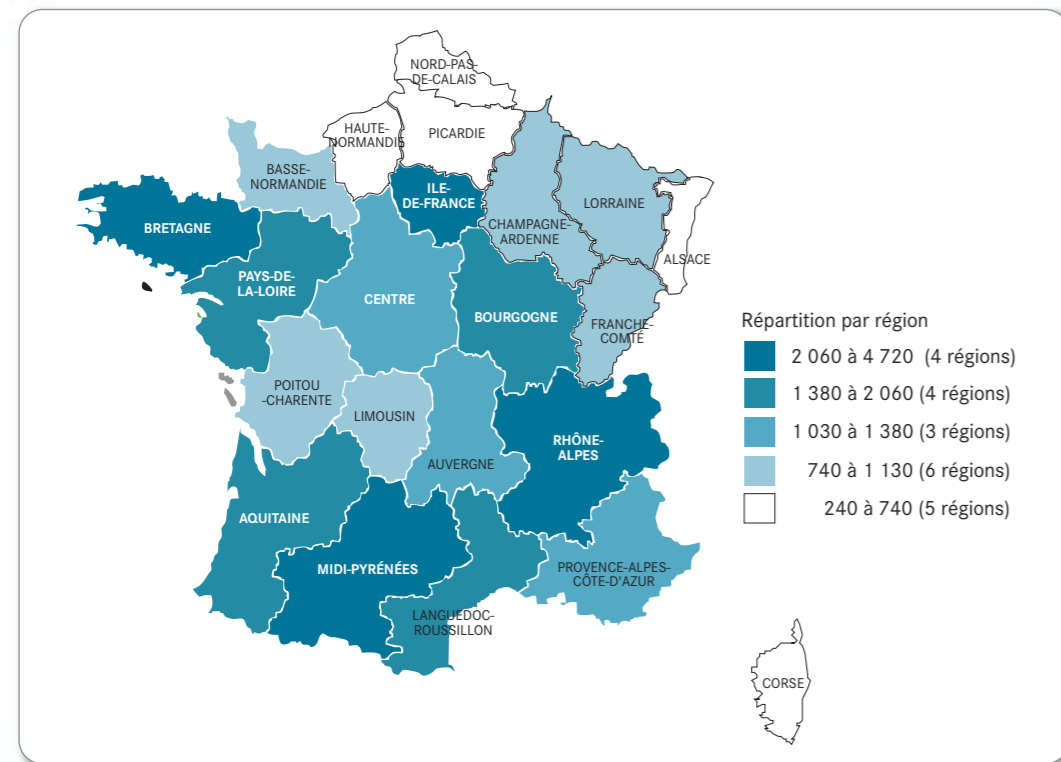 NORD-PAS-
DE-CALAIS
HAUTE-
NORMANDIS
PICARDIE
BASSE-
NORMANDIE
ILE-
DE-FRANCE
LORRAINE
CHAMPAGNE-
ARDENNE
BRETAGNE
ALSACE
PAYS-DE-
LA-LOIRE
CENTRE
BOURGOGNE
FRANCHE-
COMTÉ
POITOU
-CHARENTE
LIMOUSIN
AUVERGNE
RHÔNE-
ALPES
AQUITAINE
MIDI-PYRÉNÉES
PROVENCE-ALPES-
CÔTE-D'AZUR
LANGUEDOC-
ROUSSILLON
CORSE
Répartition par région
2 060 à 4 720 (4 régions)
1 380 à 2 060 (4 régions)
1 030 à 1 380 (3 régions)
740 à 1 130 (6 régions)
240 à 740 (5 régions)